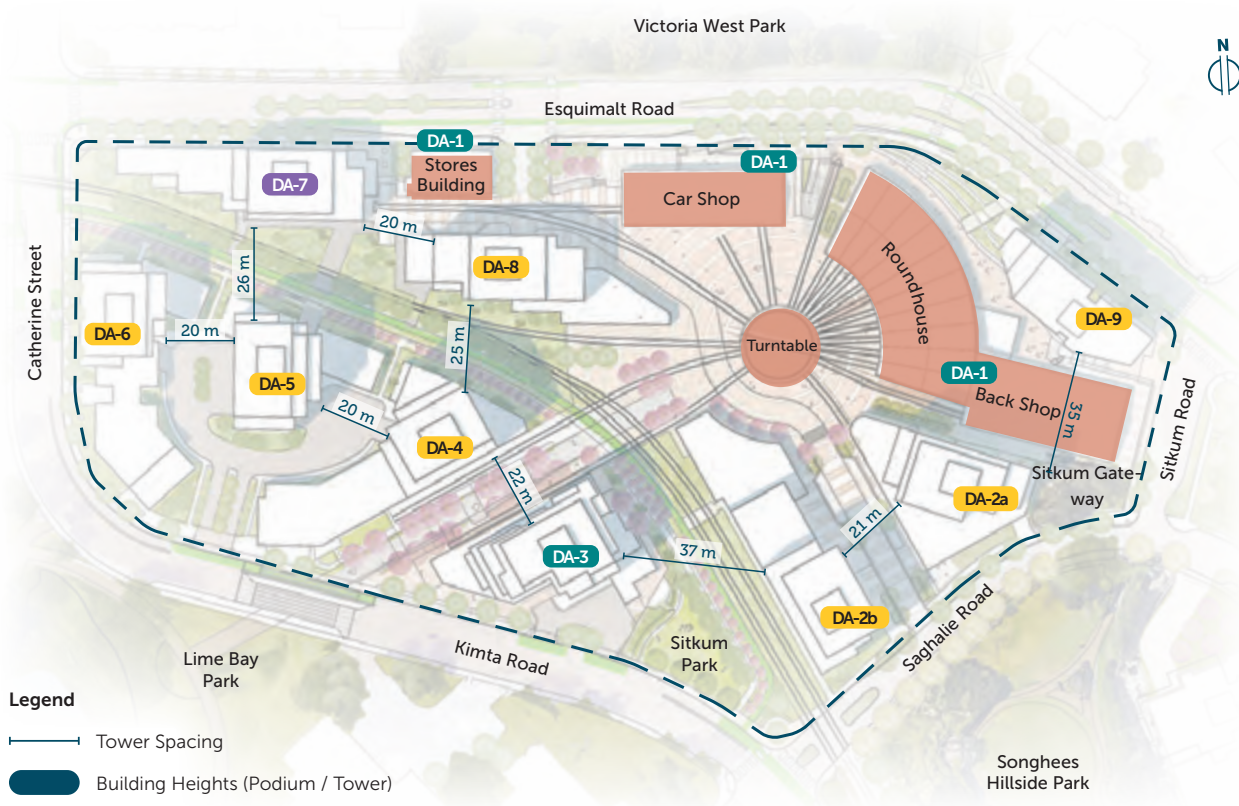 Victoria West Park
N
Esquimalt Road
DA-1
Stores
Building
DA-1
Car Shop
DA-7
20 m
26 m
DA-8
Roundhouse
Catherine Street
DA-6
20 m
DA-5
25 m
Turntable
DA-9
DA-1
Back Shop
35 m
Sitkum Road
20 m
DA-4
22 m
Sitkum Gate-
way
DA-2a
21 m
DA-3
37 m
DA-2b
Saghalie Road
Sitkum
Park
Kimta Road
Lime Bay
Park
Songhees
Hillside Park
Legend
Tower Spacing
Building Heights (Podium / Tower)